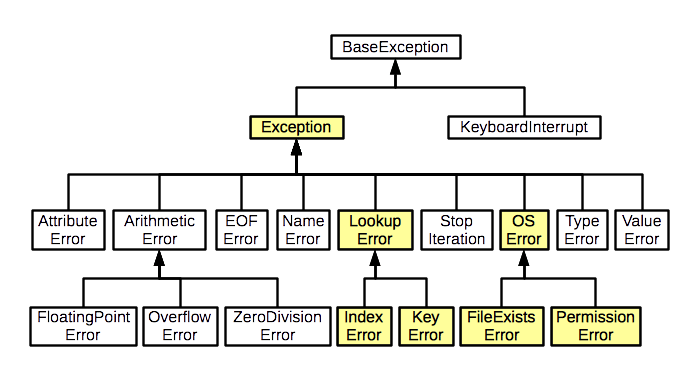 BaseException
Exception
KeyboardInterrupt
Attribute
Error
Arithmetic
Error
EOF
Error
Name
Error
Lookup
Error
Stop
Iteration
OS
Error
Type
Error
Value
Error
FloatingPoint
Error
Overflow
Error
ZeroDivision
Error
Index
Error
Key
Error
FileExists
Error
Permission
Error